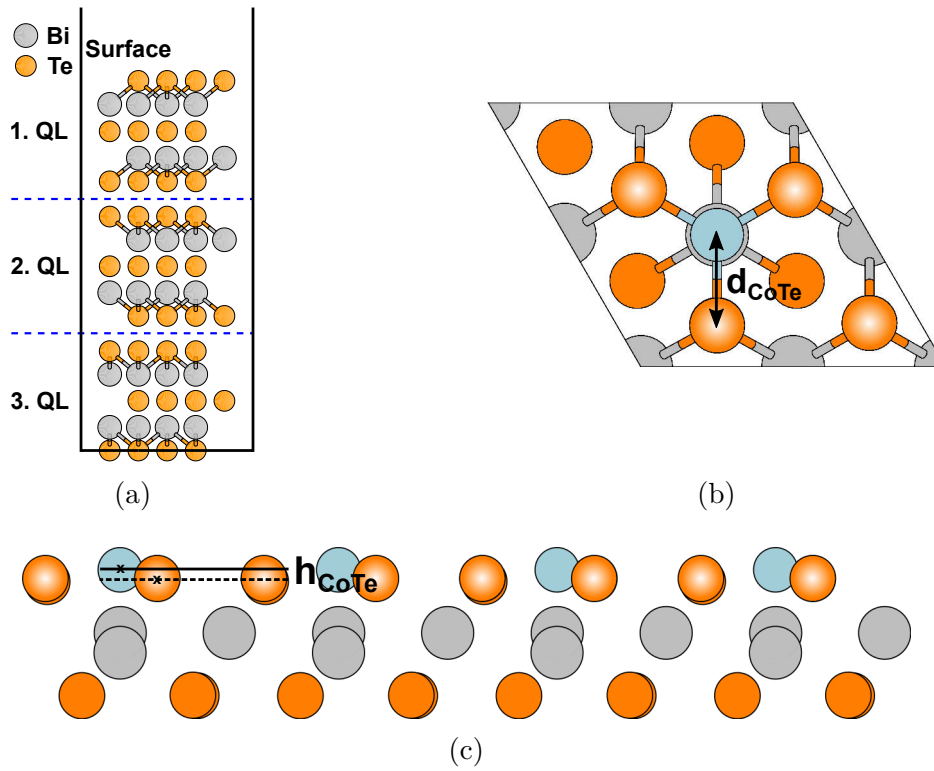 Bi
Te
Surface
1. QL
2. QL
3. QL
(a)
dCoTe
(b)
hCoTe
(c)